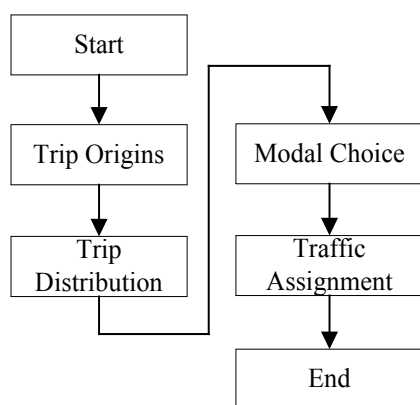 Start
Trip Origins
Trip
Distribution
Modal Choice
Traffic
Assignment
End